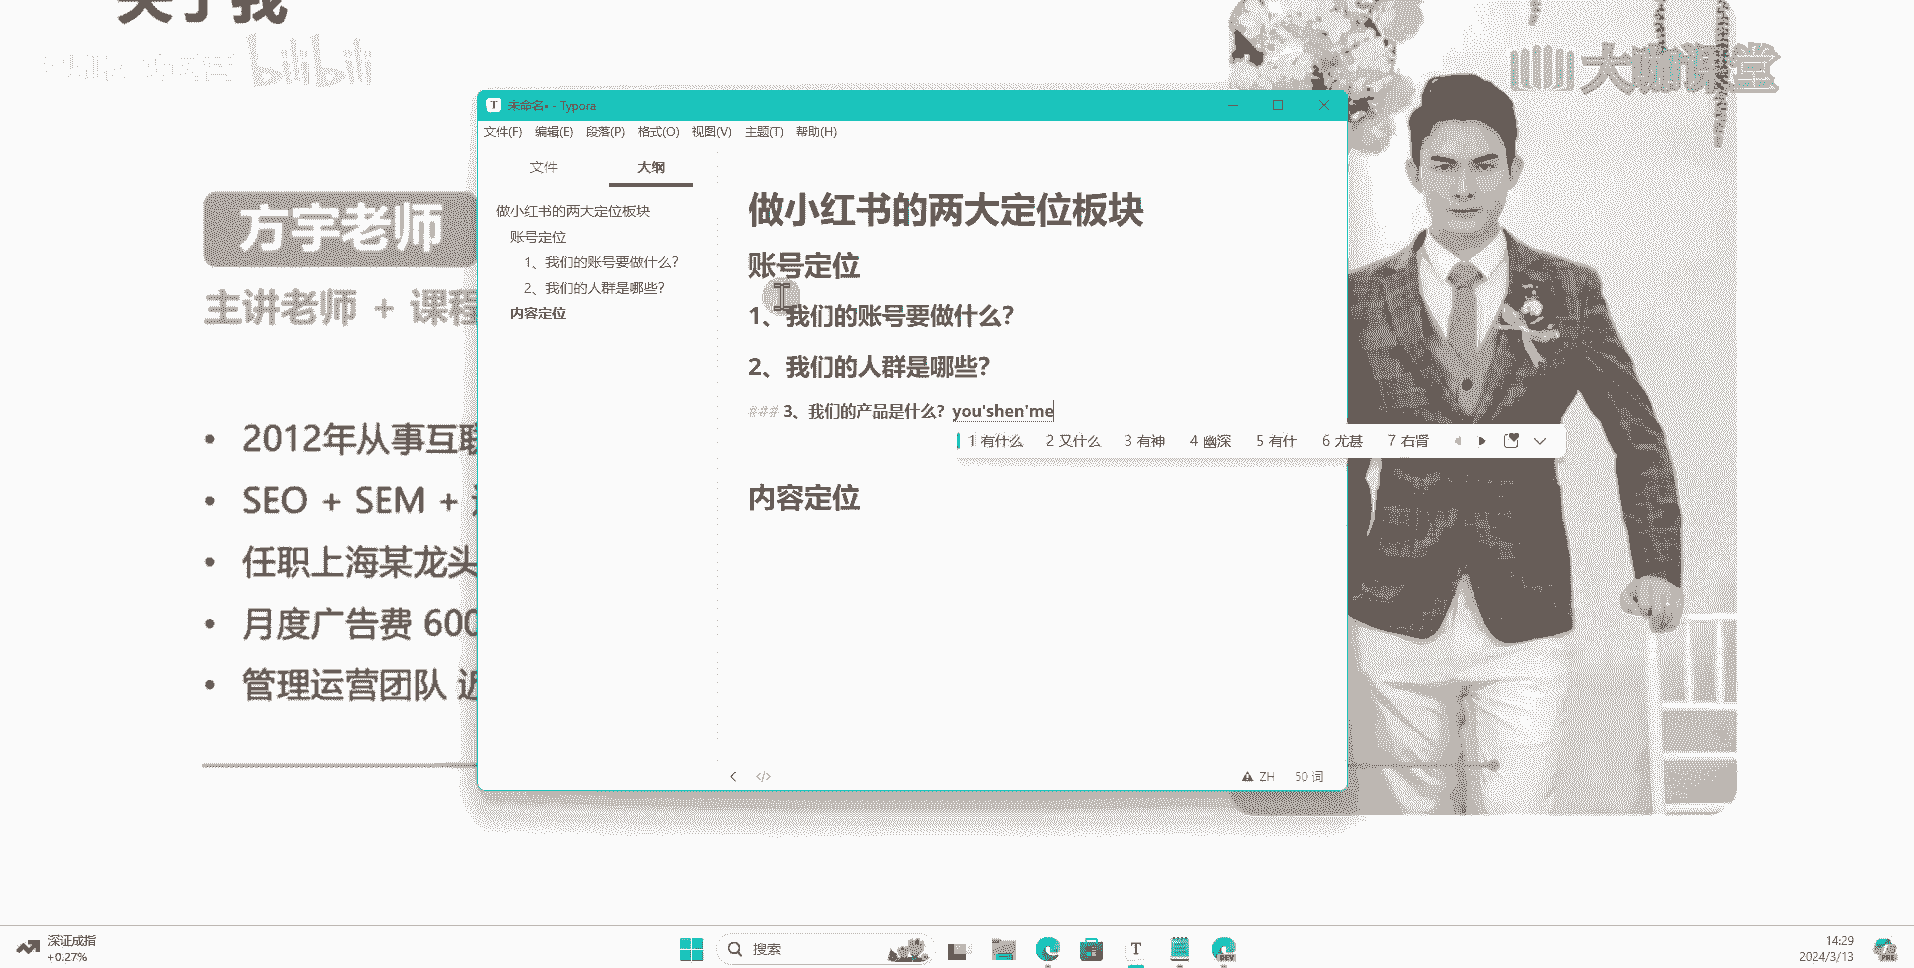 关于我
bilibili
大咖课堂
方宇老师
主讲老师 + 课程
2012年从事互联
SEO + SEM +
任职上海某龙头
月度广告费 600
管理运营团队 近
未命名• - Typora
文件(F) 编辑(E) 段落(P) 格式(O) 视图(V) 主题(T) 帮助(H)
文件 大纲
做小红书的两大定位板块
账号定位
1、我们的账号要做什么?
2、我们的人群是哪些?
内容定位
做小红书的两大定位板块
账号定位
1、我们的账号要做什么?
2、我们的人群是哪些?
### 3、我们的产品是什么? you'shen'me
1 有什么 2 又什么 3 有神 4 幽深 5 有什 6 尤甚 7 右肾
内容定位
ZH 50 词
深证成指
+0.27%
搜索
14:29
2024/3/13